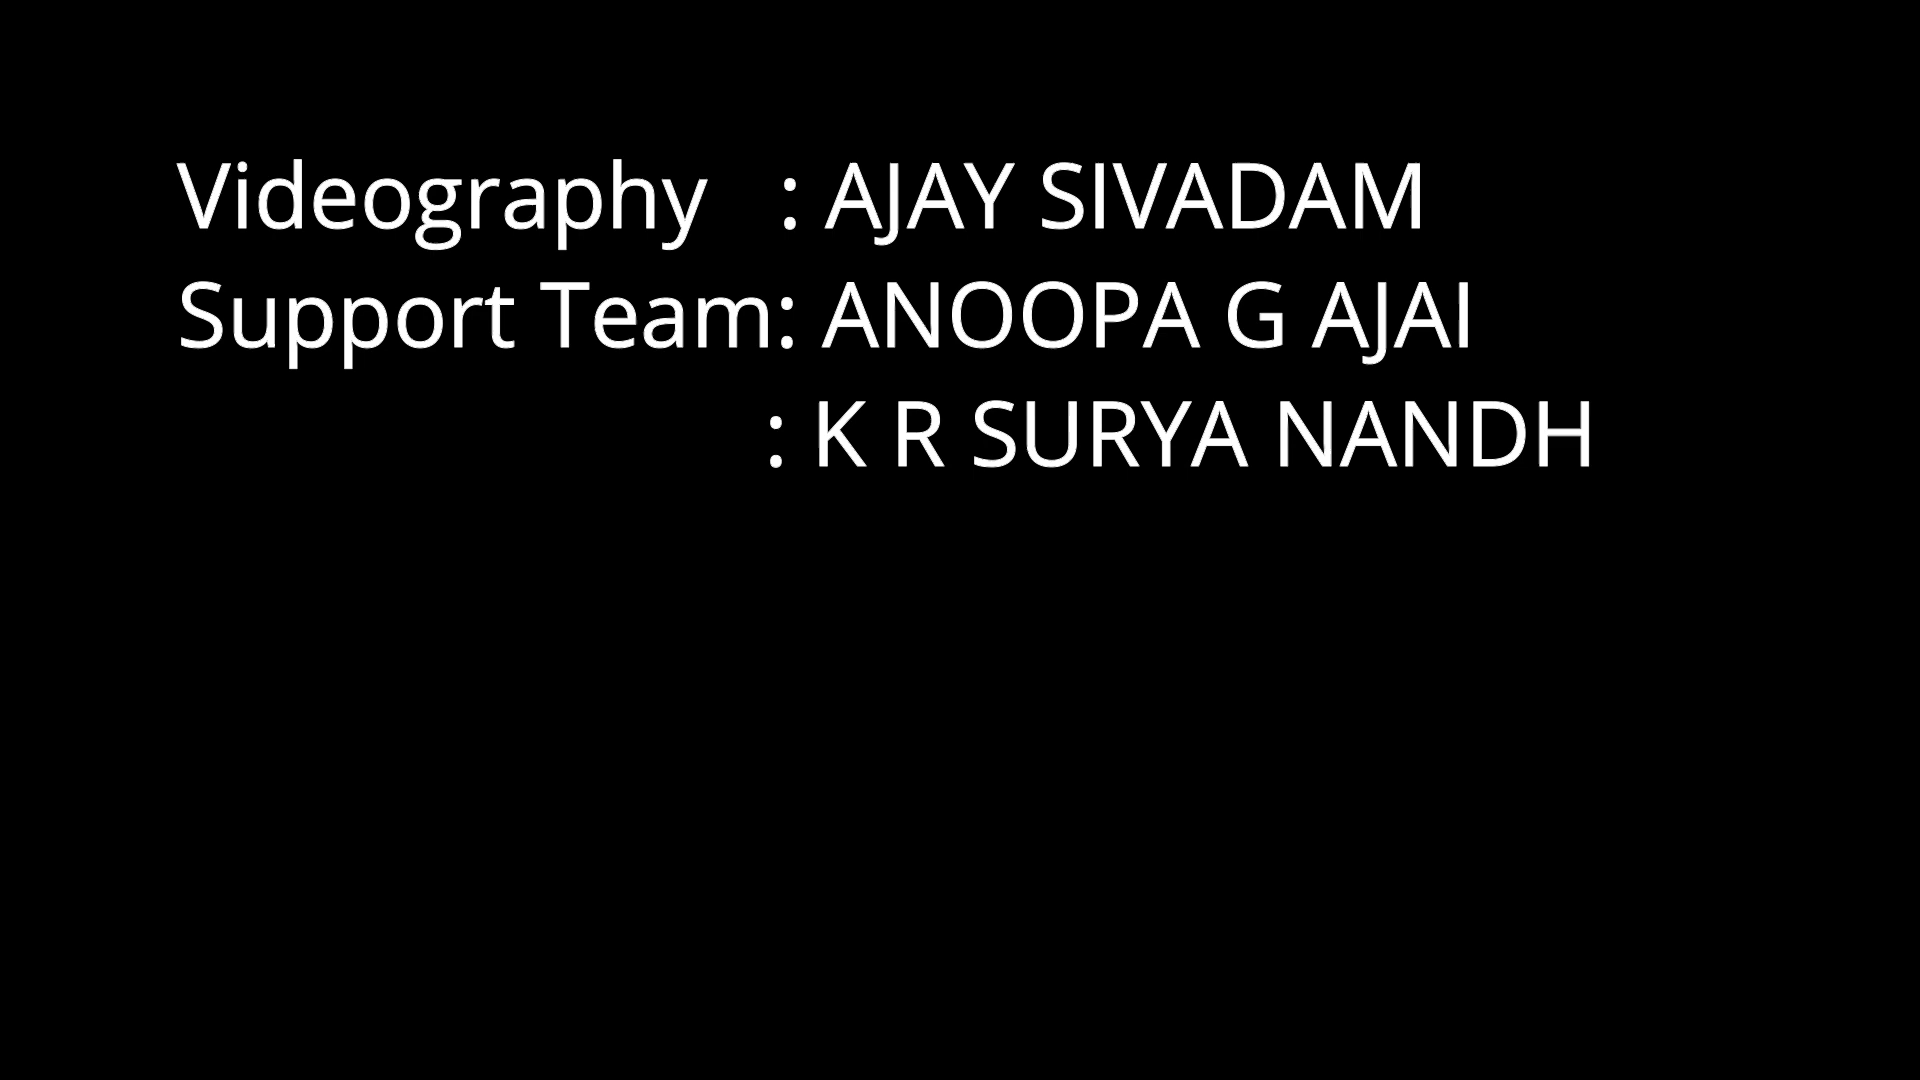 Videography : AJAY SIVADAM
Support Team: ANOOPA G AJAI
: K R SURYA NANDH